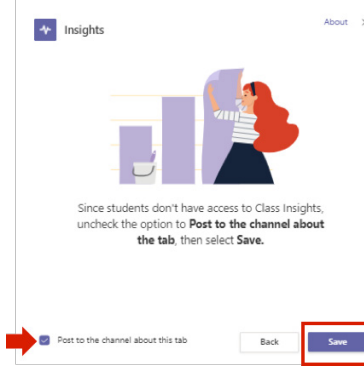 Insights
About
Since students don't have access to Class Insights,
uncheck the option to Post to the channel about
the tab, then select Save.
Post to the channel about this tab
Back
Save